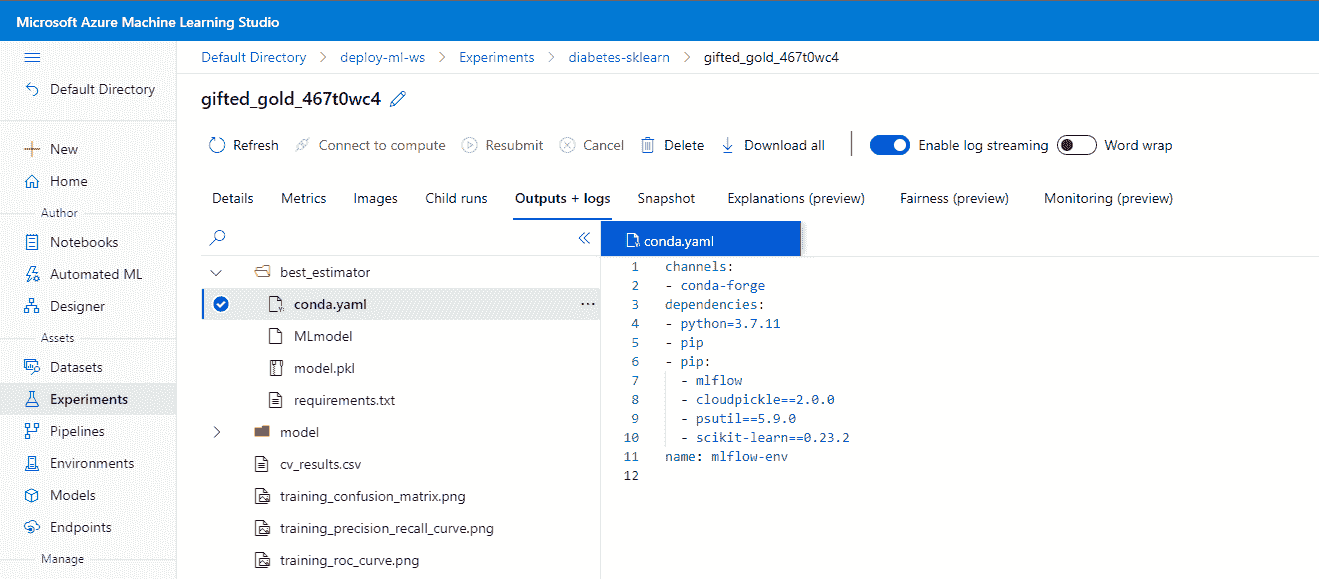 Microsoft Azure Machine Learning Studio
Default Directory > deploy-ml-ws > Experiments > diabetes-sklearn > gifted_gold_467t0wc4
Default Directory
New
Home
Author
Notebooks
Automated ML
Designer
Assets
Datasets
Experiments
Pipelines
Environments
Models
Endpoints
Manage
gifted_gold_467t0wc4
Refresh Connect to compute Resubmit Cancel Delete Download all Enable log streaming Word wrap
Details Metrics Images Child runs Outputs + logs Snapshot Explanations (preview) Fairness (preview) Monitoring (preview)
best_estimator
conda.yaml
MLmodel
model.pkl
requirements.txt
model
cv_results.csv
training_confusion_matrix.png
training_precision_recall_curve.png
training_roc_curve.png
conda.yaml
1 channels:
2 - conda-forge
3 dependencies:
4 - python=3.7.11
5 - pip
6 - pip:
7 - mlflow
8 - cloudpickle==2.0.0
9 - psutil==5.9.0
10 - scikit-learn==0.23.2
11 name: mlflow-env
12